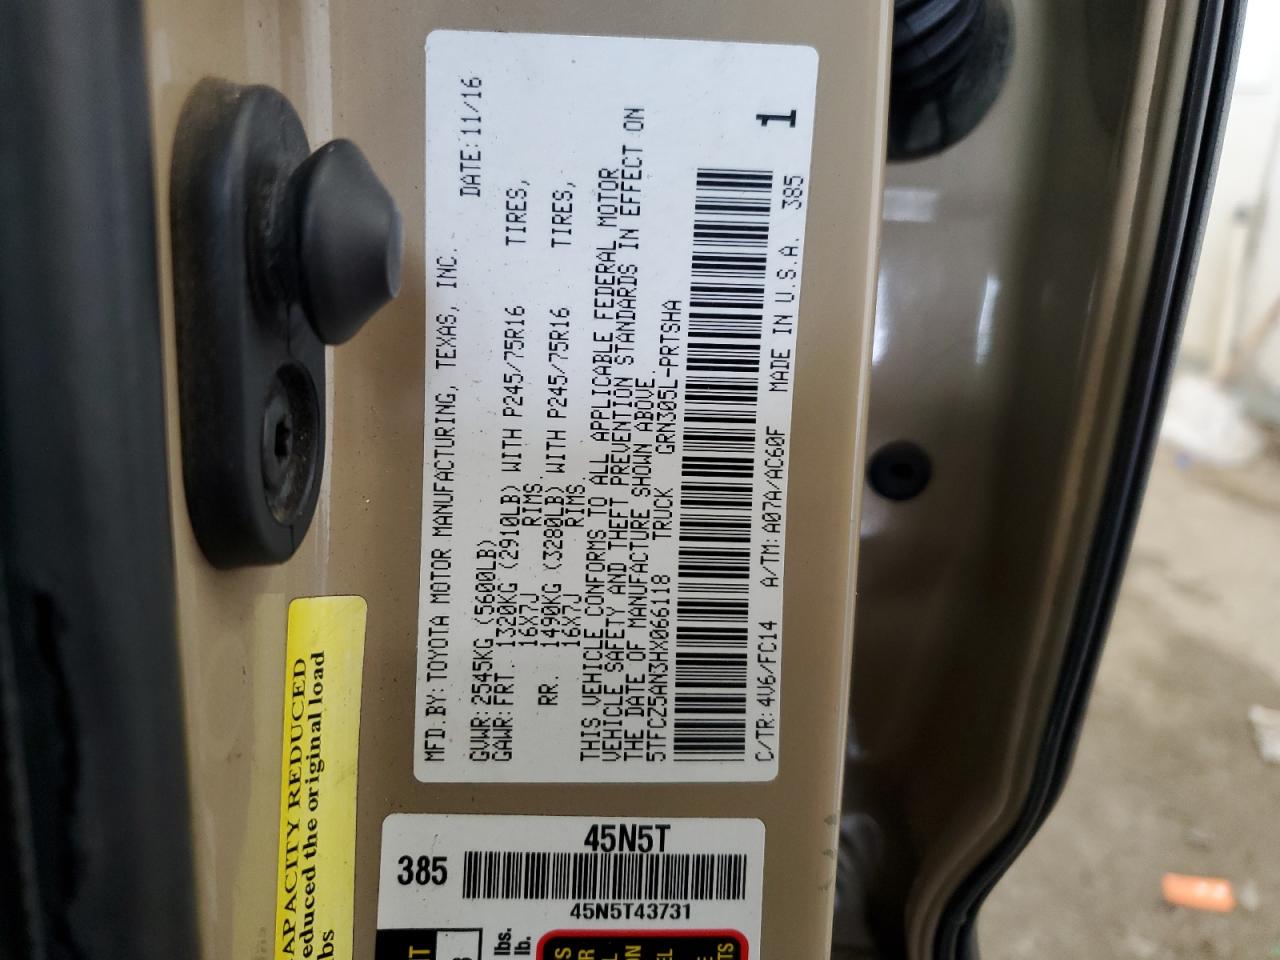 MFD.BY:TOYOTA MOTOR MANUFACTURING, TEXAS, INC.
DATE:11/16
GVWR:2545KG (5600LB)
GAWR:FRT. 1320KG (2910LB) WITH P245/75R16 TIRES,
16X7J RIMS.
RR. 1490KG (3280LB) WITH P245/75R16 TIRES,
16X7J RIMS.
THIS VEHICLE CONFORMS TO ALL APPLICABLE FEDERAL MOTOR
VEHICLE SAFETY AND THEFT PREVENTION STANDARDS IN EFFECT ON
THE DATE OF MANUFACTURE SHOWN ABOVE.
5TFCZ5AN3HX066118 TRUCK GRN305L-PRTSHA
1
C/TR:4V6/FC14 A/TM:A07A/AC60F MADE IN U.S.A. 385
APACITY REDUCED
educed the original load
lbs
45N5T
385
45N5T43731
lbs.
lb.